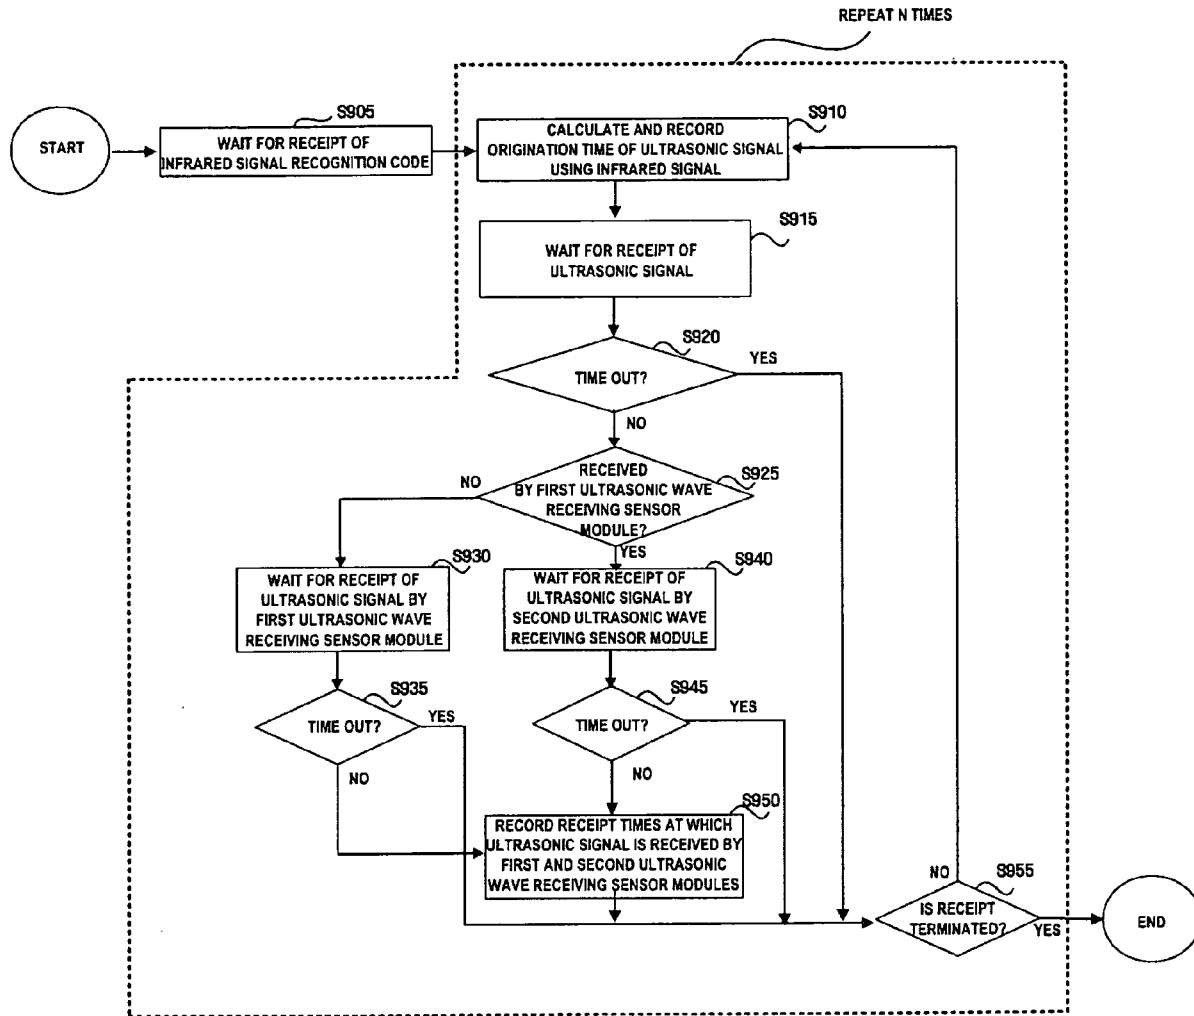 REPEAT N TIMES
S905
S910
START
WAIT FOR RECEIPT OF
INFRARED SIGNAL RECOGNITION CODE
CALCULATE AND RECORD
ORIGINATION TIME OF ULTRASONIC SIGNAL
USING INFRARED SIGNAL
S915
WAIT FOR RECEIPT OF
ULTRASONIC SIGNAL
S920
YES
TIME OUT?
NO
S925
NO
RECEIVED
BY FIRST ULTRASONIC WAVE
RECEIVING SENSOR
MODULE?
YES
S930
WAIT FOR RECEIPT OF
ULTRASONIC SIGNAL BY
FIRST ULTRASONIC WAVE
RECEIVING SENSOR MODULE
S940
WAIT FOR RECEIPT OF
ULTRASONIC SIGNAL BY
SECOND ULTRASONIC WAVE
RECEIVING SENSOR MODULE
S935
TIME OUT?
YES
NO
S945
TIME OUT?
YES
NO
S950
RECORD RECEIPT TIMES AT WHICH
ULTRASONIC SIGNAL IS RECEIVED BY
FIRST AND SECOND ULTRASONIC
WAVE RECEIVING SENSOR MODULES
NO
S955
IS RECEIPT
TERMINATED?
YES
END